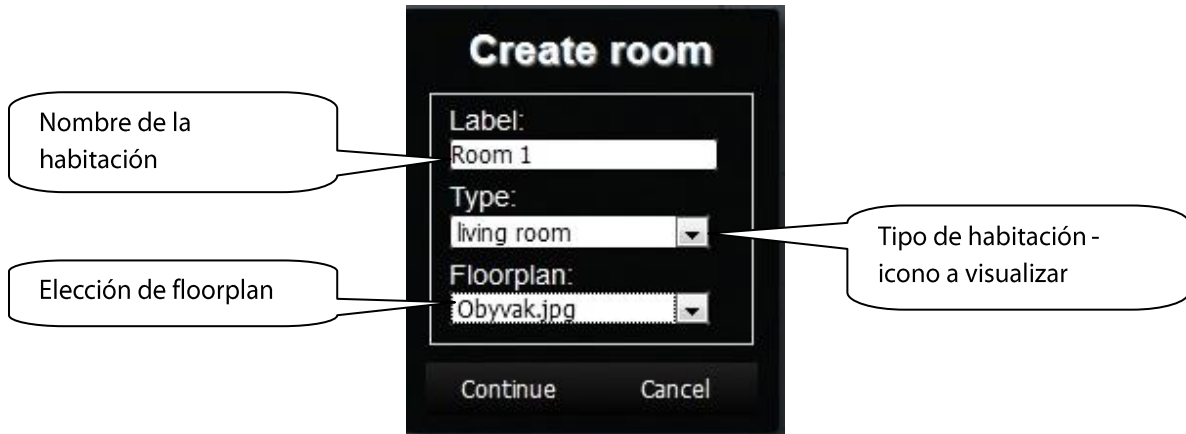 Create room
Nombre de la
habitación
Label:
Room 1
Type:
living room
Tipo de habitación -
icono a visualizar
Floorplan:
Elección de floorplan
Obyvak.jpg
Continue
Cancel